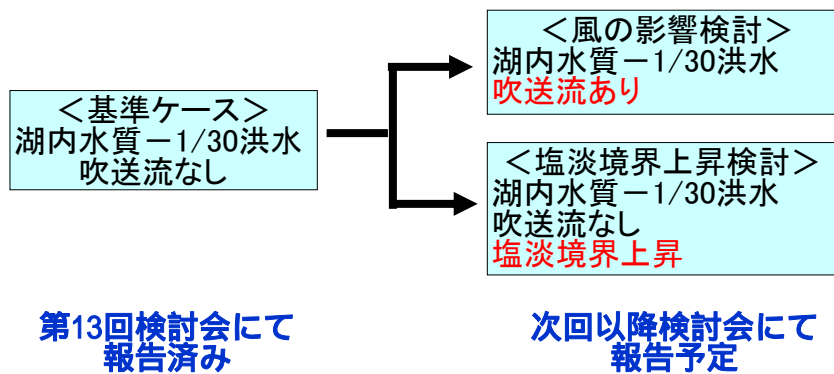 <基準ケース>
湖内水質－1/30洪水
吹送流なし
<風の影響検討>
湖内水質－1/30洪水
吹送流あり
<塩淡境界上昇検討>
湖内水質－1/30洪水
吹送流なし
塩淡境界上昇
第13回検討会にて
報告済み
次回以降検討会にて
報告予定